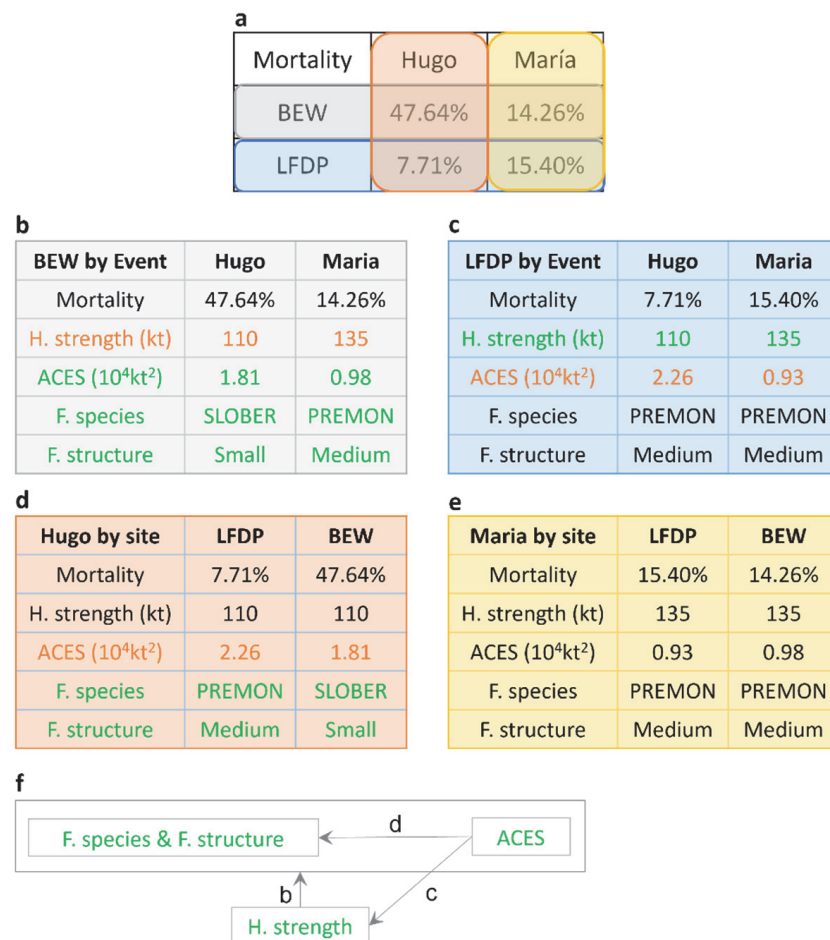 a
Mortality Hugo María
BEW 47.64% 14.26%
LFDP 7.71% 15.40%
b
BEW by Event Hugo Maria
Mortality 47.64% 14.26%
H. strength (kt) 110 135
ACES (10⁴kt²) 1.81 0.98
F. species SLOBER PREMON
F. structure Small Medium
c
LFDP by Event Hugo Maria
Mortality 7.71% 15.40%
H. strength (kt) 110 135
ACES (10⁴kt²) 2.26 0.93
F. species PREMON PREMON
F. structure Medium Medium
d
Hugo by site LFDP BEW
Mortality 7.71% 47.64%
H. strength (kt) 110 110
ACES (10⁴kt²) 2.26 1.81
F. species PREMON SLOBER
F. structure Medium Small
e
Maria by site LFDP BEW
Mortality 15.40% 14.26%
H. strength (kt) 135 135
ACES (10⁴kt²) 0.93 0.98
F. species PREMON PREMON
F. structure Medium Medium
f
F. species & F. structure d ACES
b c
H. strength